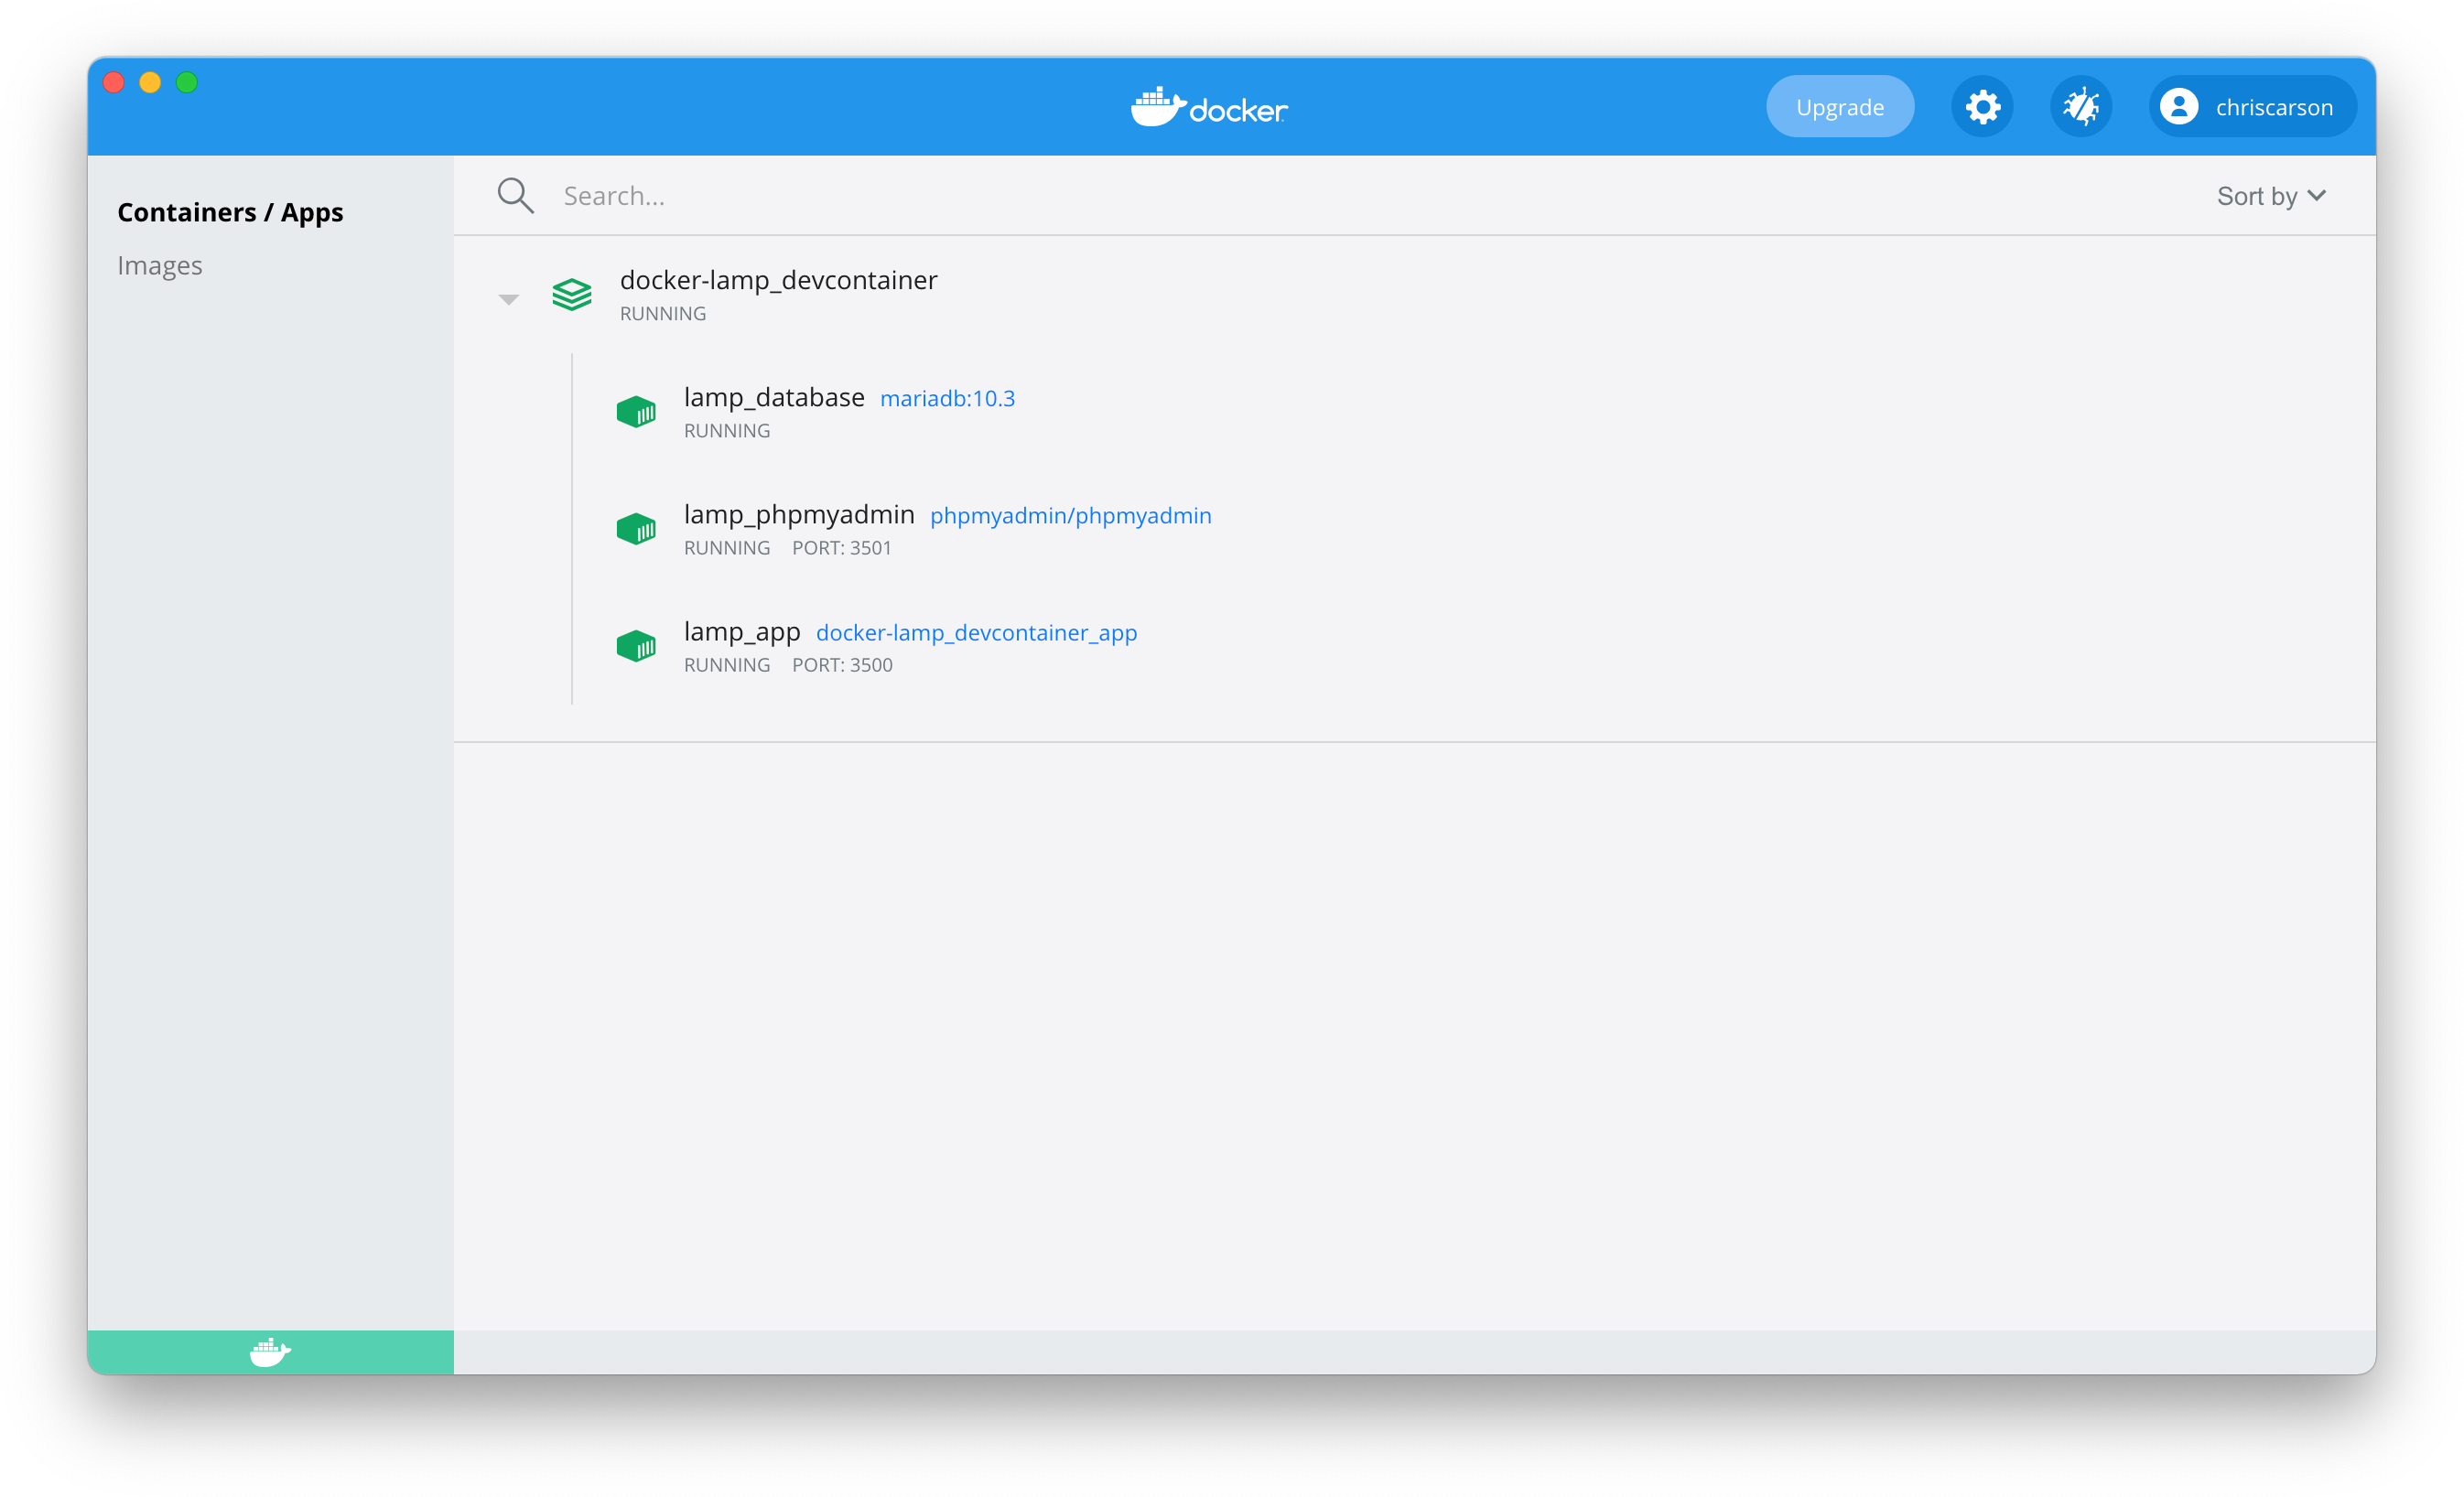 docker
Upgrade
chriscarson
Containers / Apps
Images
Search...
Sort by
docker-lamp_devcontainer
RUNNING
lamp_database mariadb:10.3
RUNNING
lamp_phpmyadmin phpmyadmin/phpmyadmin
RUNNING PORT: 3501
lamp_app docker-lamp_devcontainer_app
RUNNING PORT: 3500